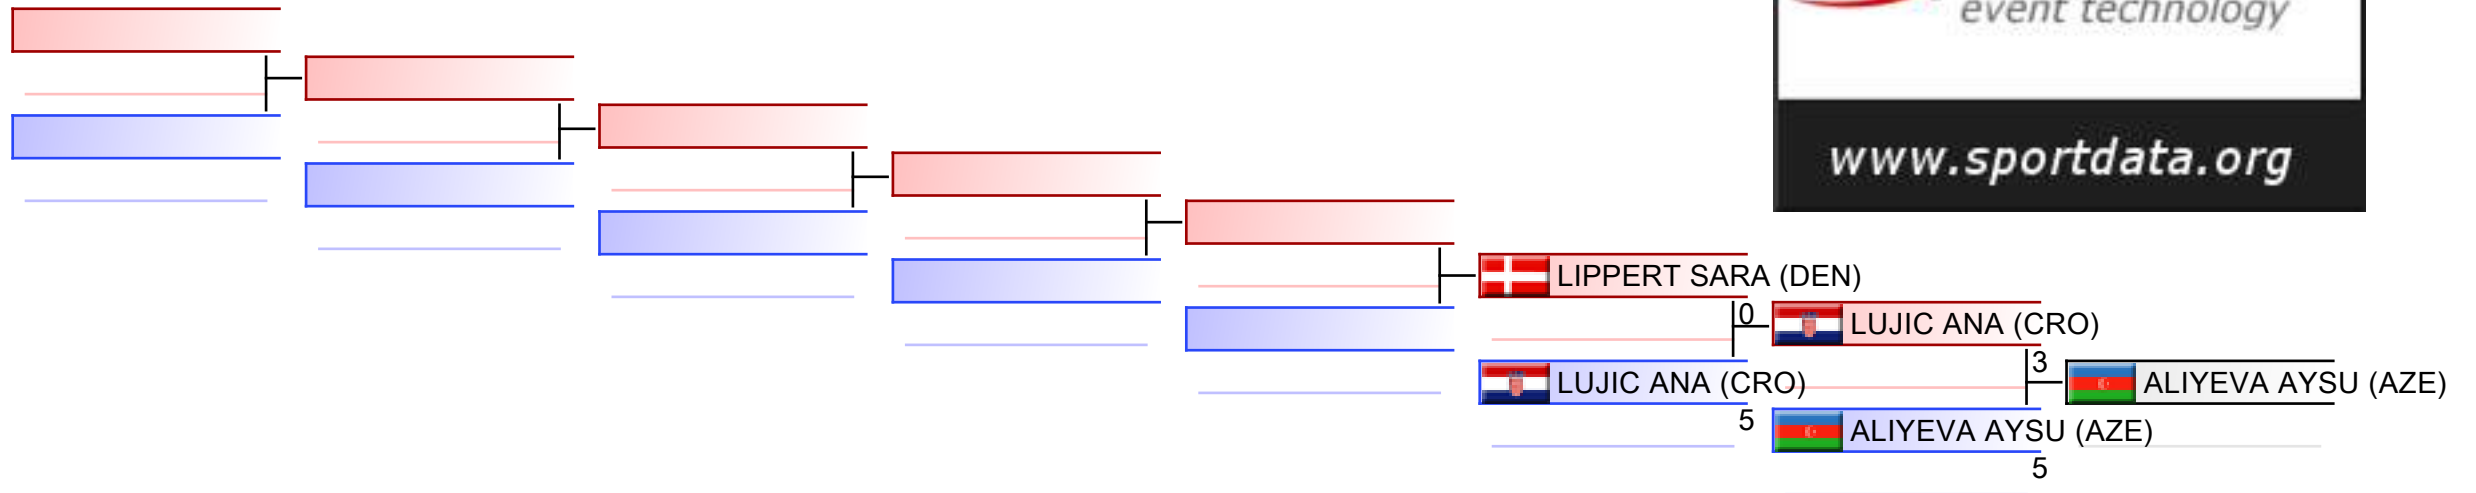 event technology
www.sportdata.org
LIPPERT SARA (DEN)
0
LUJIC ANA (CRO)
LUJIC ANA (CRO)
5
3
ALIYEVA AYSU (AZE)
ALIYEVA AYSU (AZE)
5